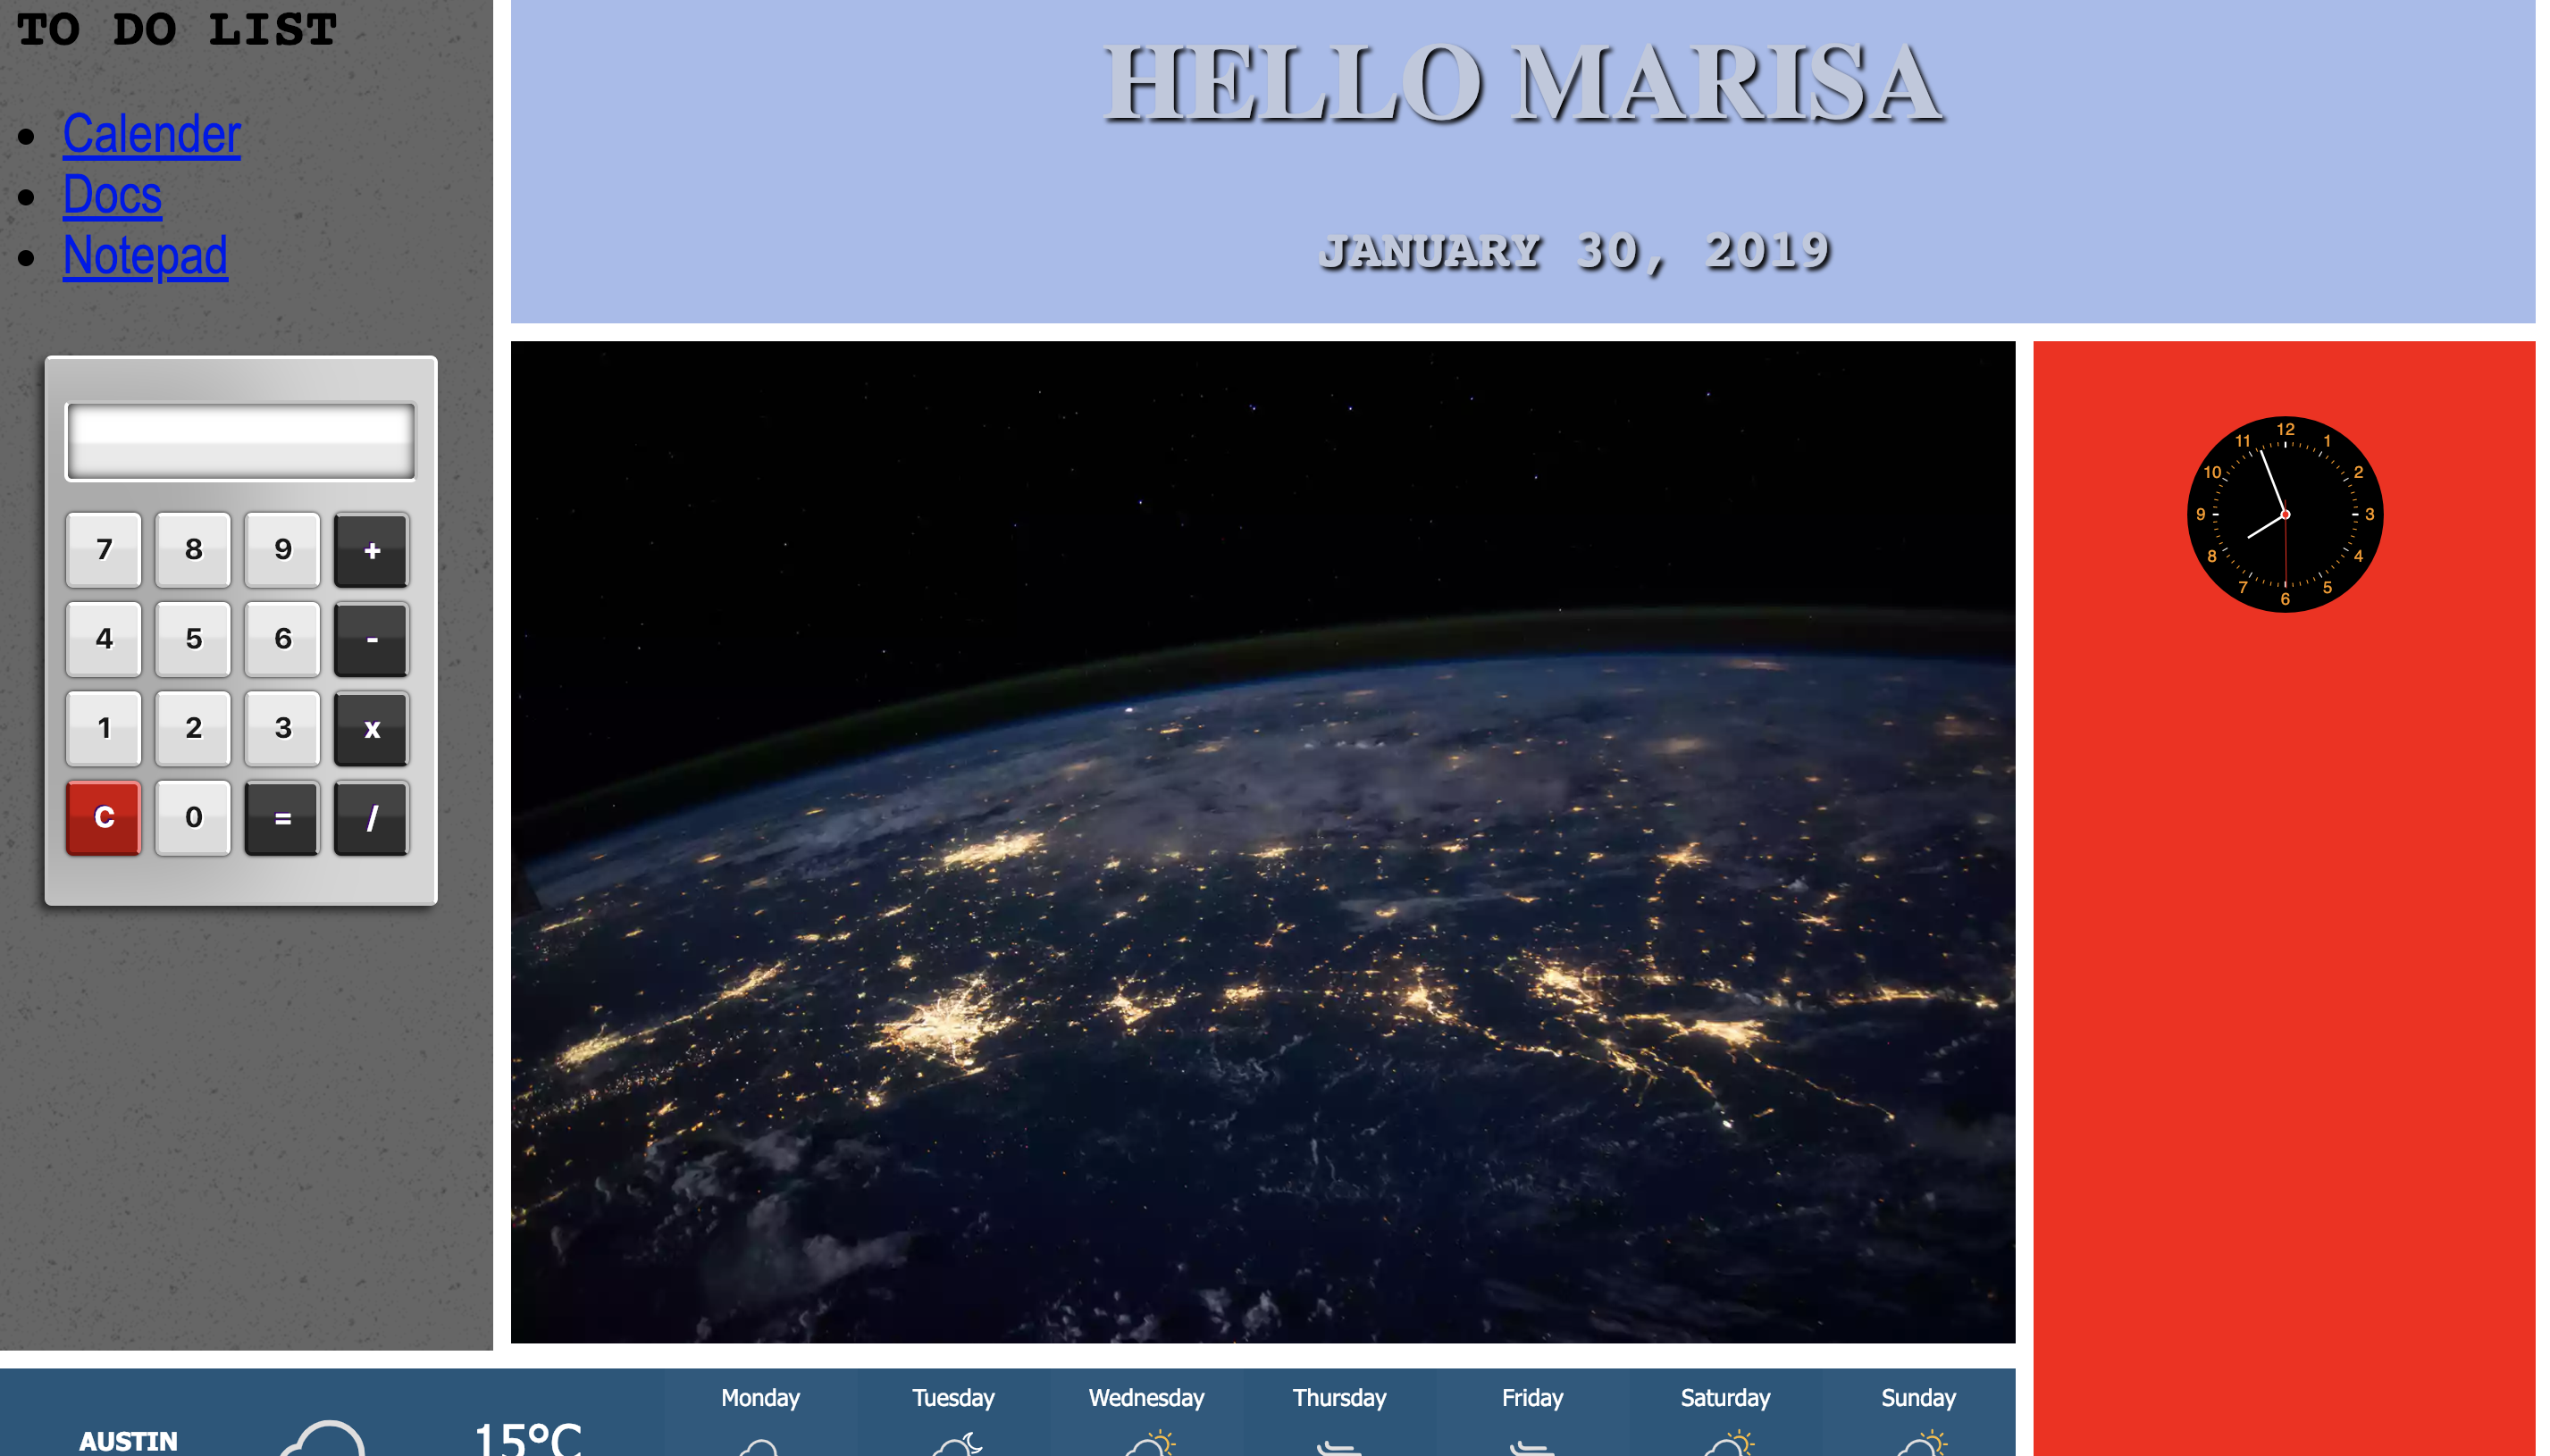 TO DO LIST
Calender
Docs
Notepad
7 8 9 +
4 5 6 -
1 2 3 x
C 0 = /
HELLO MARISA
JANUARY 30, 2019
12
1
2
3
4
5
6
7
8
9
10
11
AUSTIN
15°C
Monday Tuesday Wednesday Thursday Friday Saturday Sunday